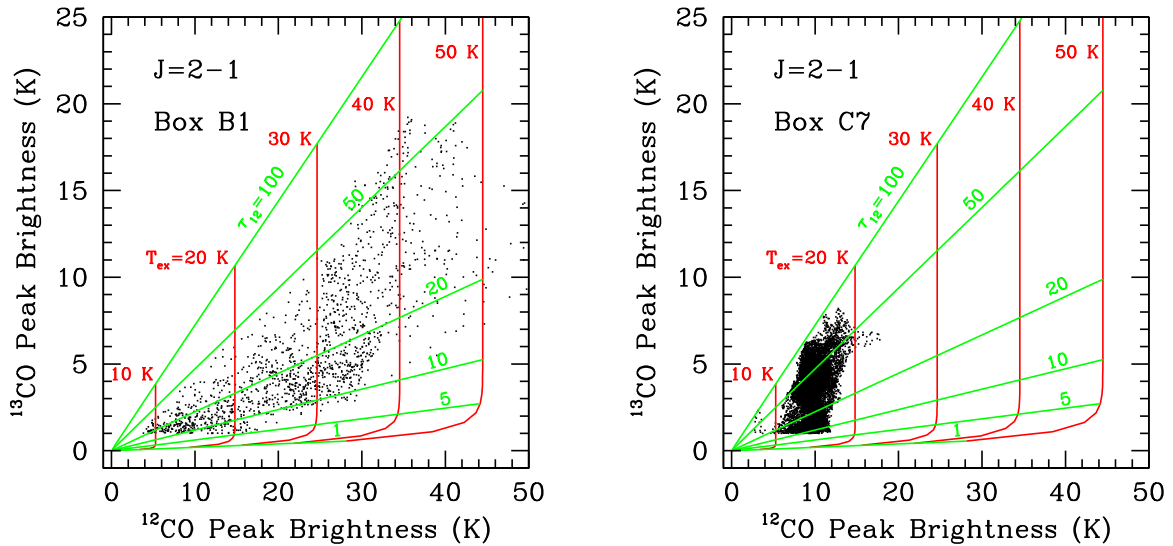 25
20
15
10
5
0
¹³CO Peak Brightness (K)
J=2−1
Box B1
50 K
40 K
30 K
T_ex=20 K
10 K
τ₁₂=100
50
20
10
5
1
0 10 20 30 40 50
¹²CO Peak Brightness (K)
25
20
15
10
5
0
¹³CO Peak Brightness (K)
J=2−1
Box C7
50 K
40 K
30 K
T_ex=20 K
10 K
τ₁₂=100
50
20
10
5
1
0 10 20 30 40 50
¹²CO Peak Brightness (K)